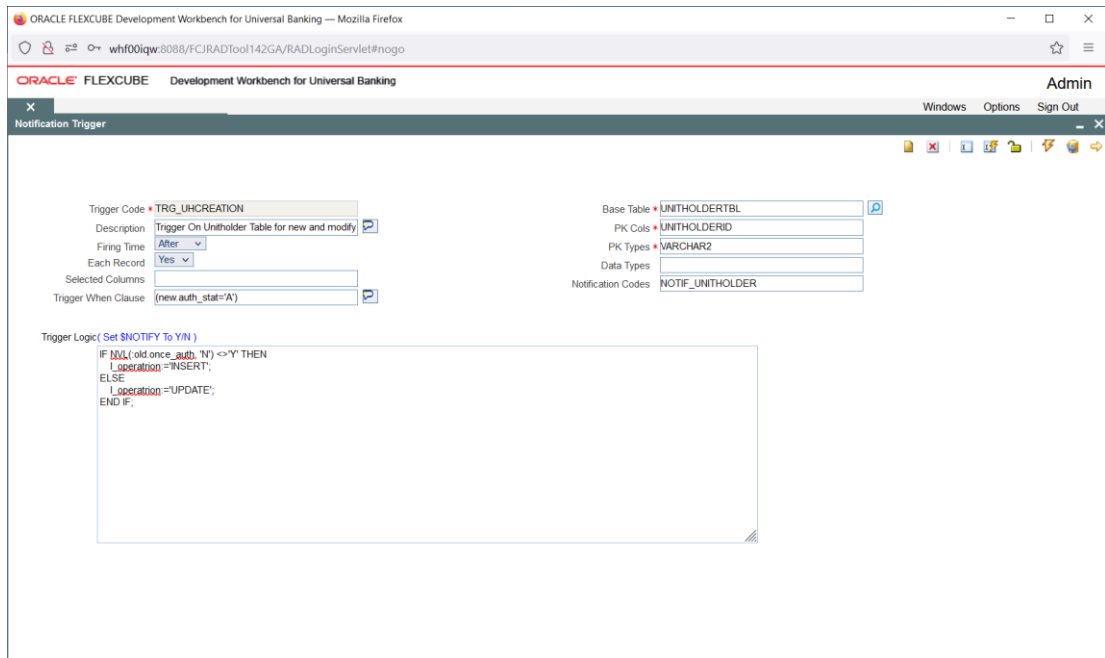 ORACLE FLEXCUBE Development Workbench for Universal Banking — Mozilla Firefox
whf00iqw:8088/FCJRADTool142GA/RADLoginServlet#nogo
ORACLE FLEXCUBE Development Workbench for Universal Banking Admin
Windows Options Sign Out
Notification Trigger
Trigger Code * TRG_UHCREATION Base Table * UNITHOLDERTBL
Description Trigger On Unitholder Table for new and modify PK Cols * UNITHOLDERID
Firing Time After PK Types * VARCHAR2
Each Record Yes Data Types
Selected Columns Notification Codes NOTIF_UNITHOLDER
Trigger When Clause (new.auth_stat='A')
Trigger Logic( Set $NOTIFY To Y/N )
IF NVL(:old.once_auth, 'N') <>'Y' THEN
l_operatrion:='INSERT';
ELSE
l_operatrion:='UPDATE';
END IF;